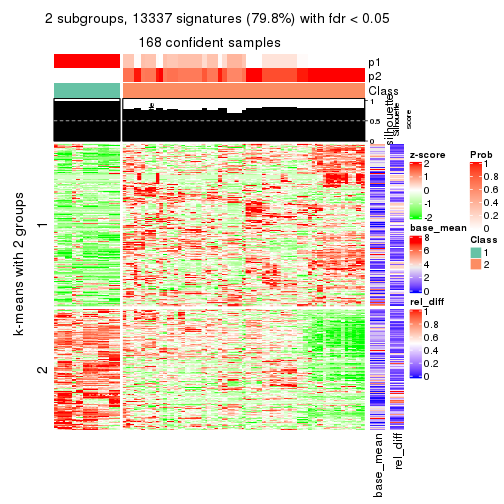 2 subgroups, 13337 signatures (79.8%) with fdr < 0.05
168 confident samples
p1
p2
Class
1
0.5
0
silhouette
Silhouette
score
k-means with 2 groups
1
2
base_mean
rel_diff
z-score
2
1
0
-1
-2
base_mean
8
6
4
2
0
rel_diff
1
0.8
0.6
0.4
0.2
0
Prob
1
0.8
0.6
0.4
0.2
0
Class
1
2